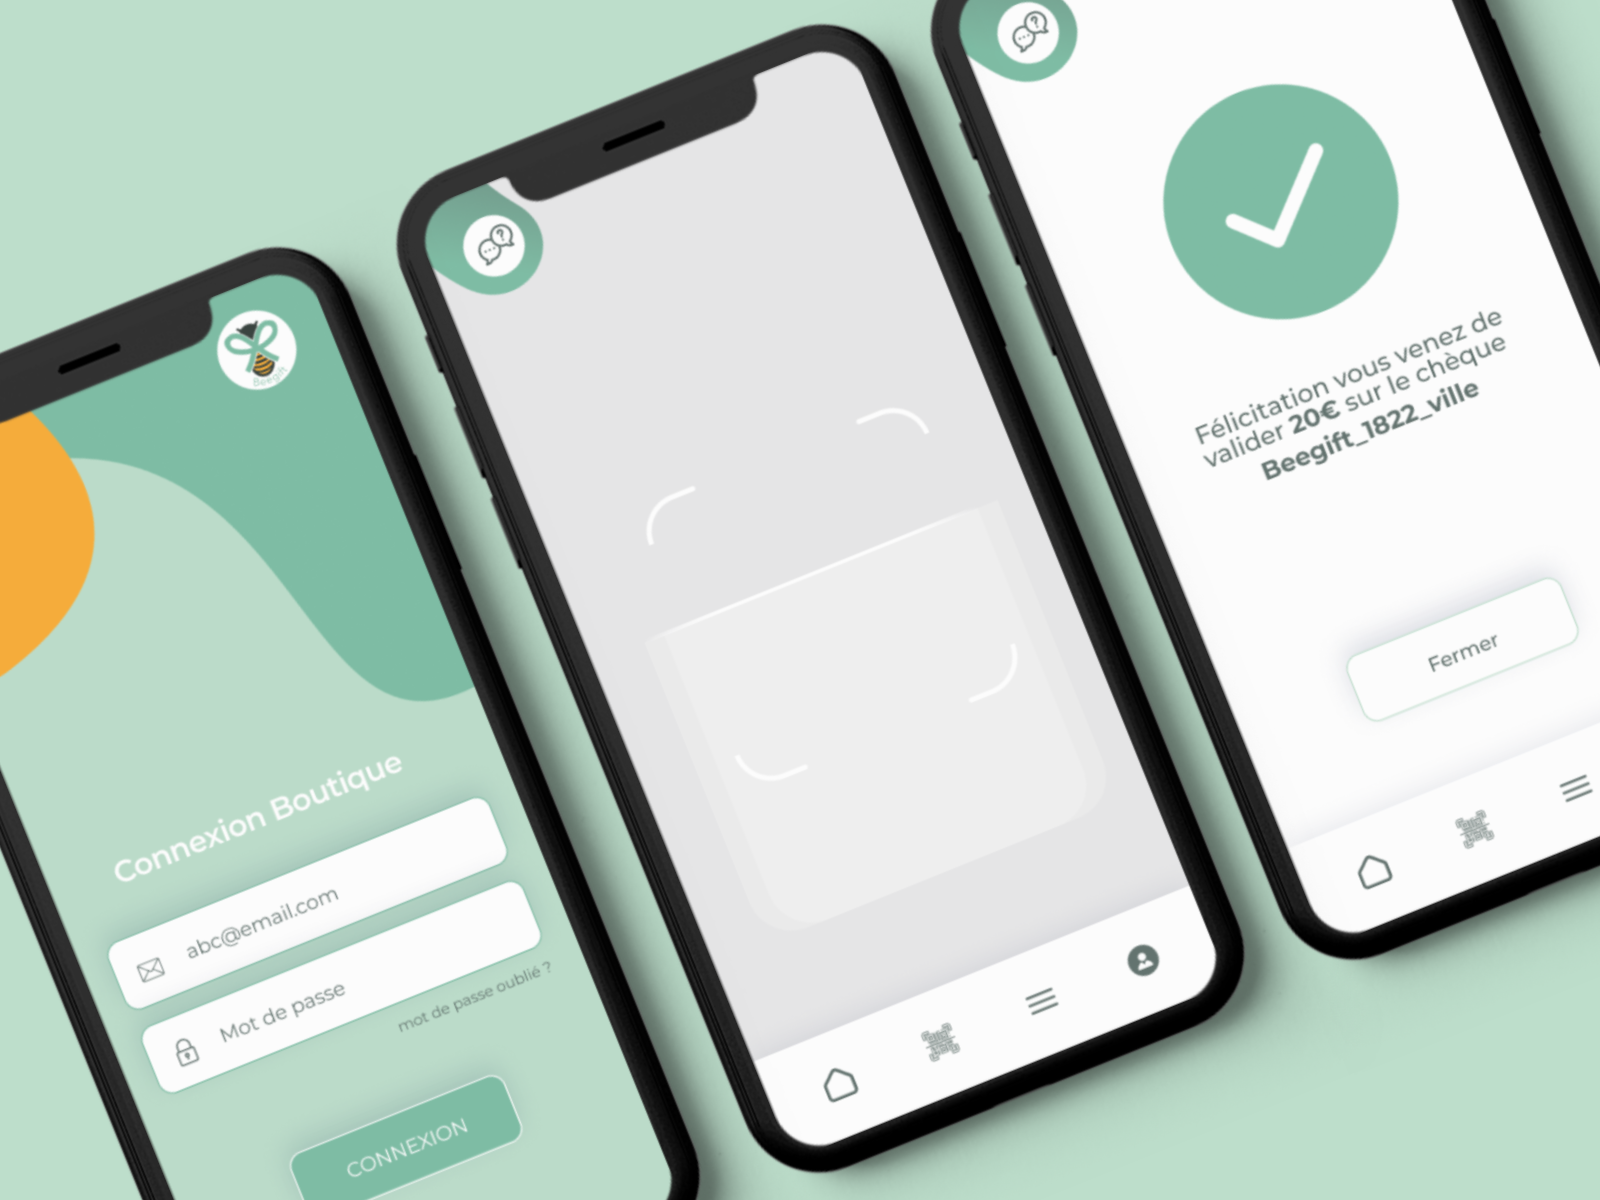 Beegift
Connexion Boutique
abc@email.com
Mot de passe
mot de passe oublié ?
CONNEXION
Félicitation vous venez de
valider 20€ sur le chèque
Beegift_1822_ville
Fermer